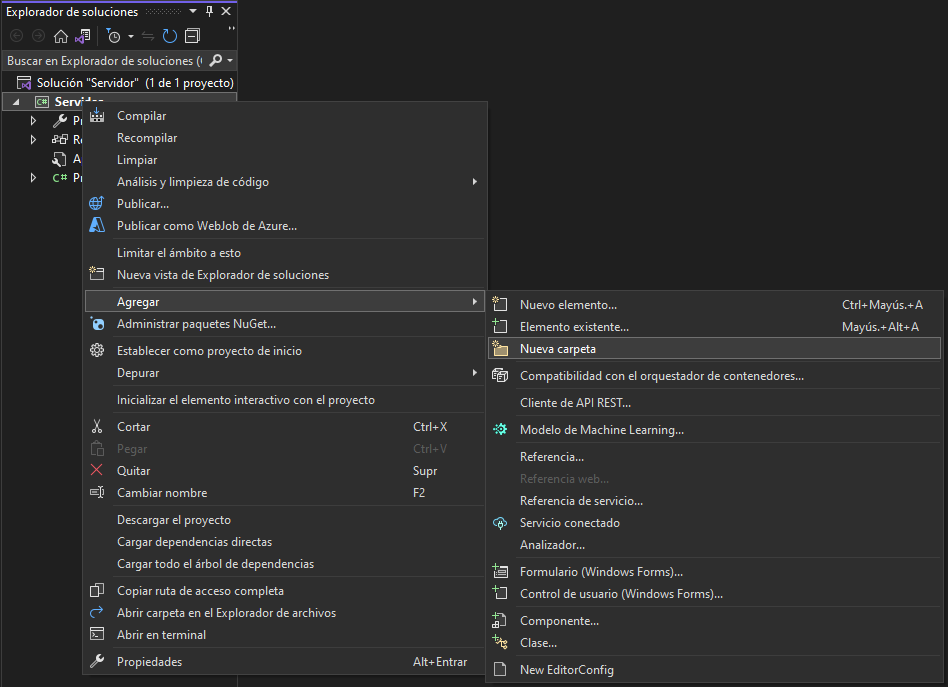 Explorador de soluciones
Buscar en Explorador de soluciones (
Solución "Servidor" (1 de 1 proyecto)
Servidor
Compilar
Recompilar
Limpiar
Análisis y limpieza de código
Publicar...
Publicar como WebJob de Azure...
Limitar el ámbito a esto
Nueva vista de Explorador de soluciones
Agregar
Administrar paquetes NuGet...
Establecer como proyecto de inicio
Depurar
Inicializar el elemento interactivo con el proyecto
Cortar Ctrl+X
Pegar Ctrl+V
Quitar Supr
Cambiar nombre F2
Descargar el proyecto
Cargar dependencias directas
Cargar todo el árbol de dependencias
Copiar ruta de acceso completa
Abrir carpeta en el Explorador de archivos
Abrir en terminal
Propiedades Alt+Entrar
Nuevo elemento... Ctrl+Mayús.+A
Elemento existente... Mayús.+Alt+A
Nueva carpeta
Compatibilidad con el orquestador de contenedores...
Cliente de API REST...
Modelo de Machine Learning...
Referencia...
Referencia web...
Referencia de servicio...
Servicio conectado
Analizador...
Formulario (Windows Forms)...
Control de usuario (Windows Forms)...
Componente...
Clase...
New EditorConfig